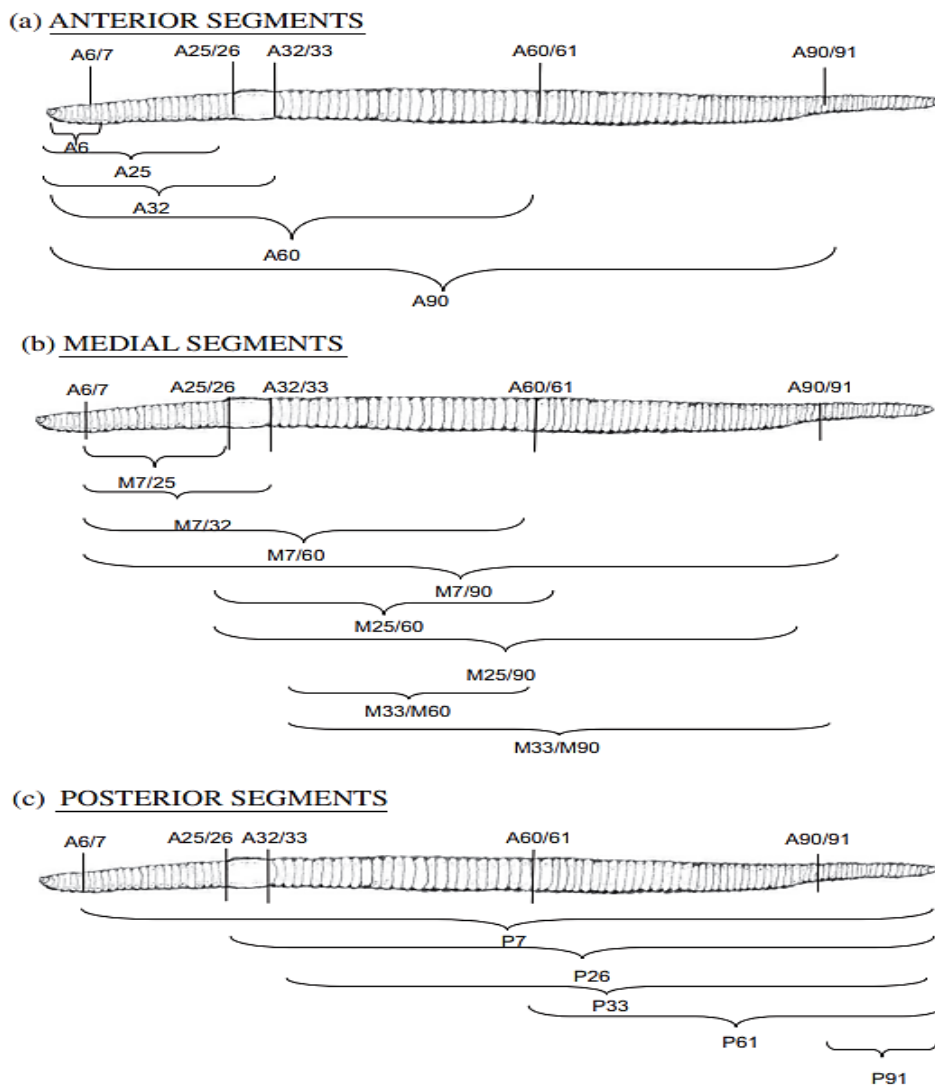 (a) ANTERIOR SEGMENTS
A6/7 A25/26 A32/33 A60/61 A90/91
A6
A25
A32
A60
A90
(b) MEDIAL SEGMENTS
A6/7 A25/26 A32/33 A60/61 A90/91
M7/25
M7/32
M7/60
M7/90
M25/60
M25/90
M33/M60
M33/M90
(c) POSTERIOR SEGMENTS
A6/7 A25/26 A32/33 A60/61 A90/91
P7
P26
P33
P61
P91